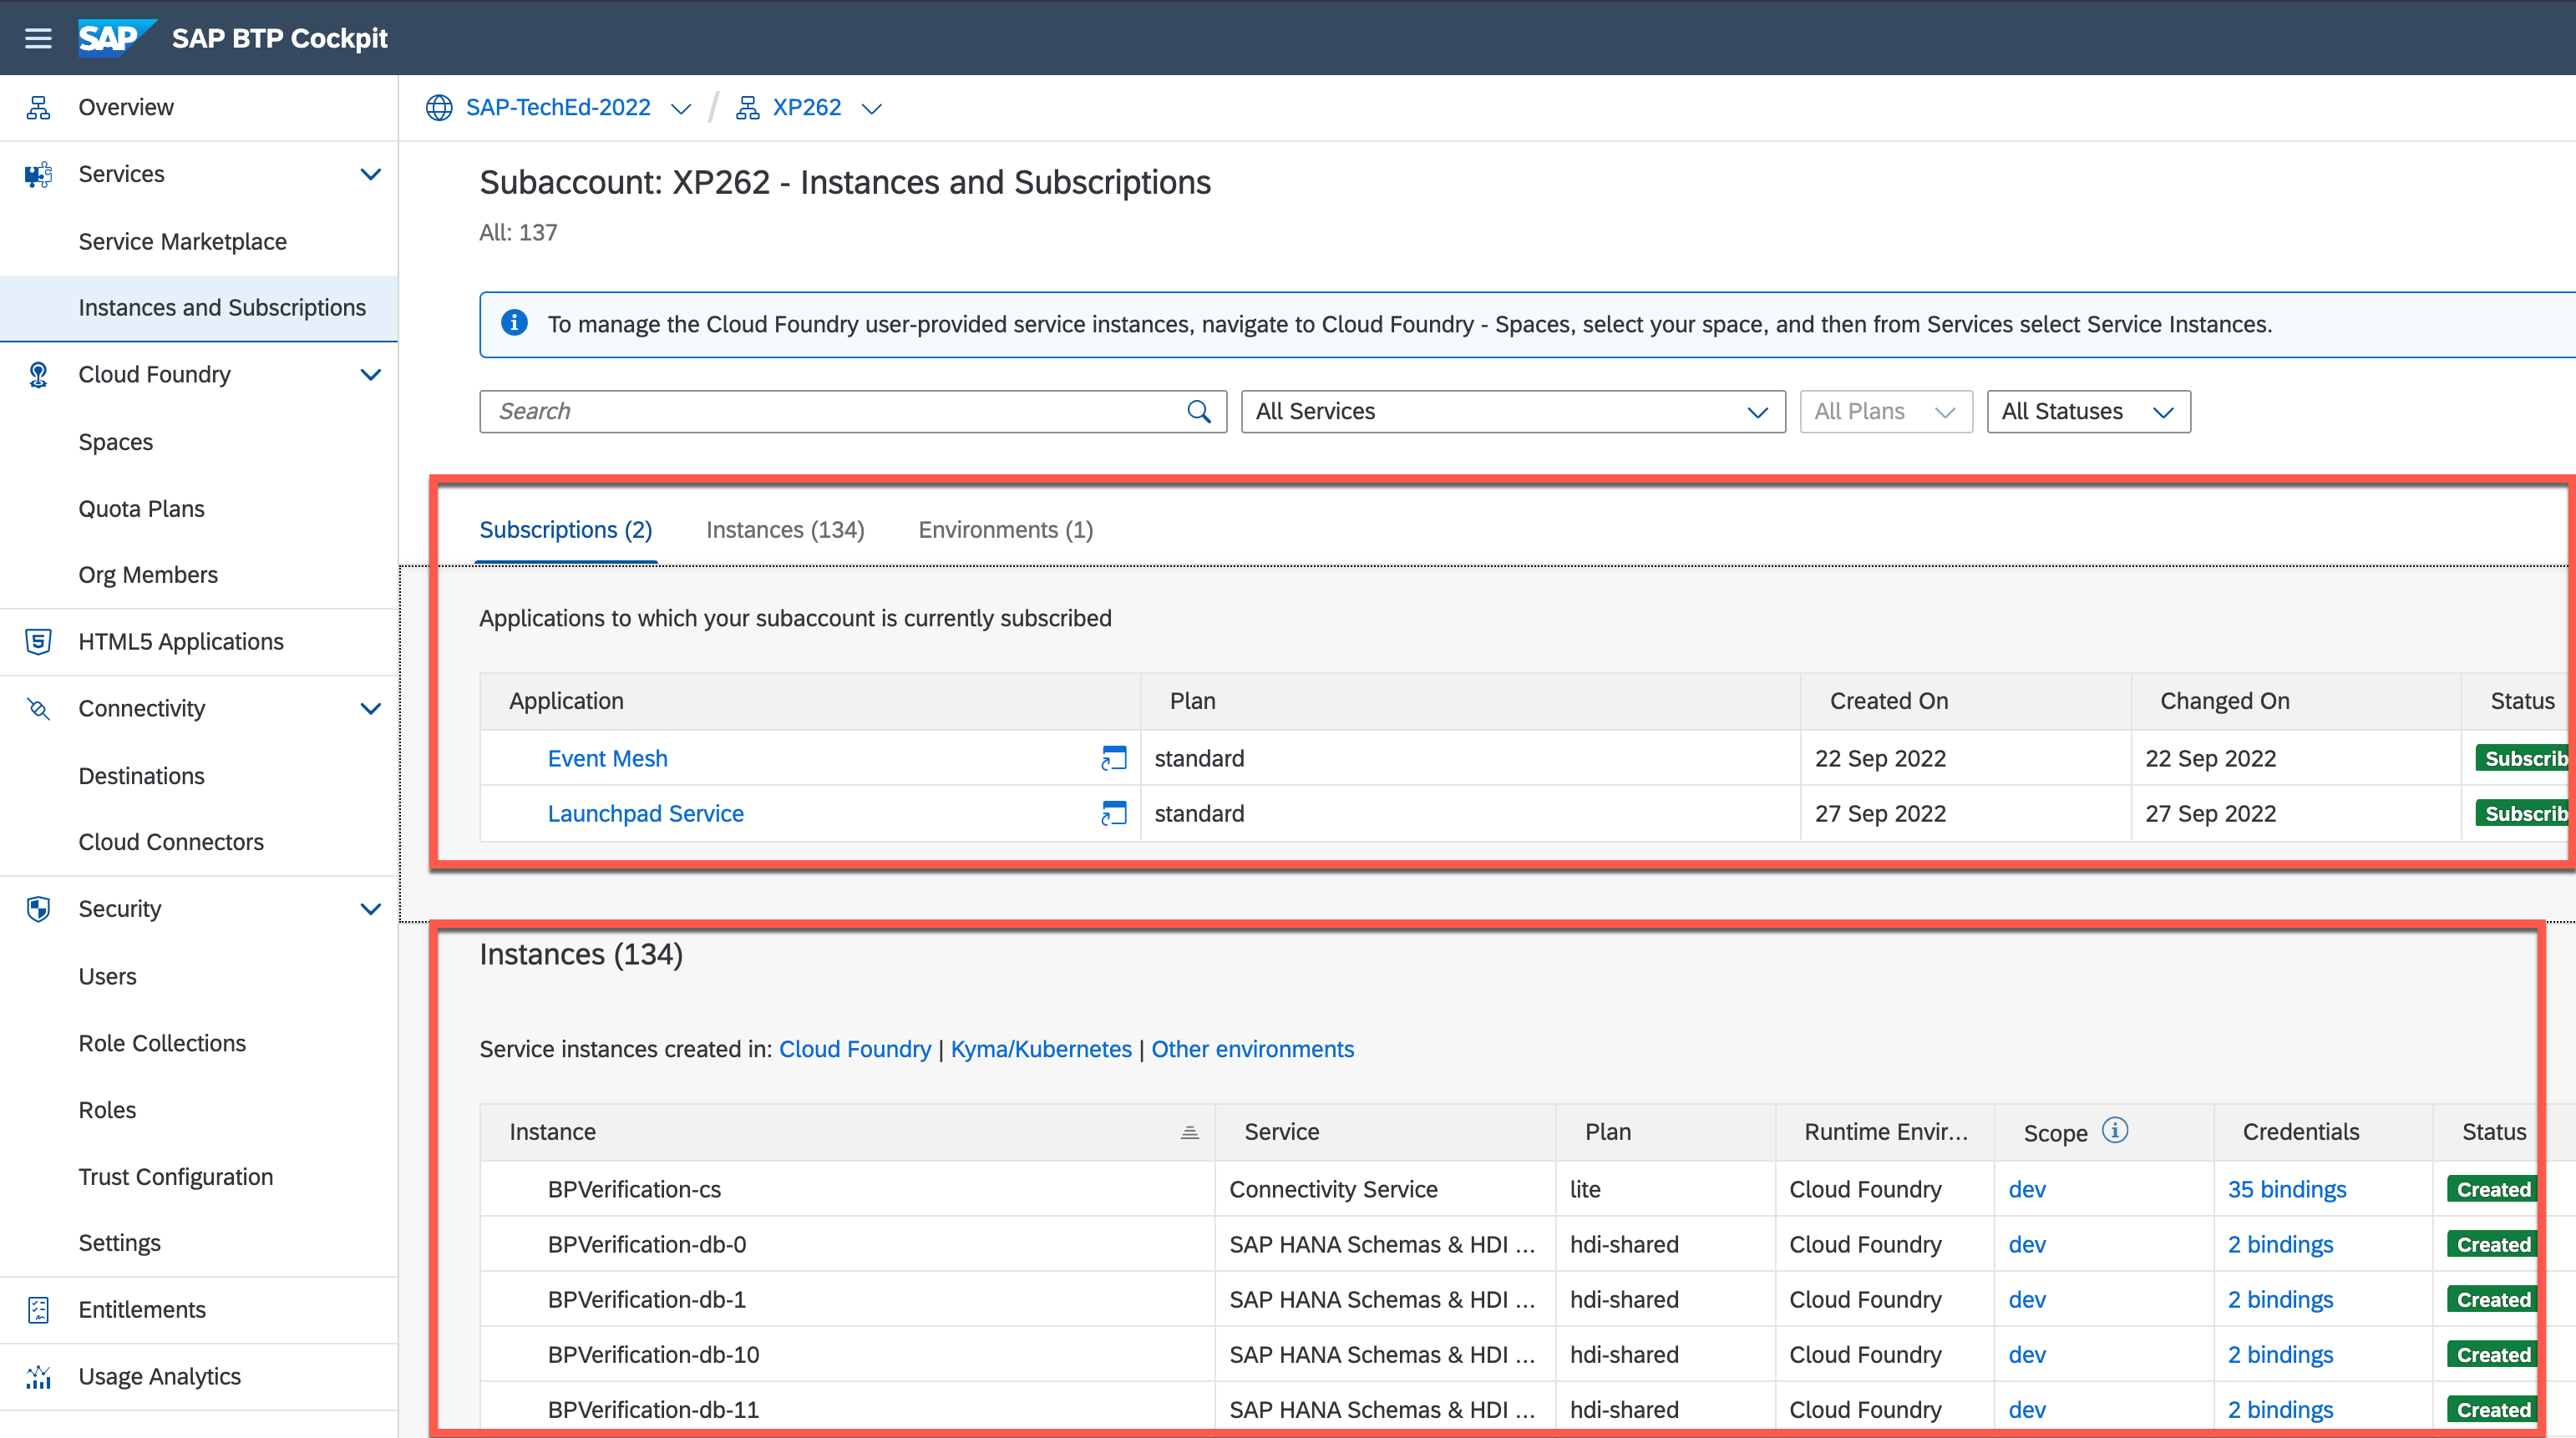 SAP SAP BTP Cockpit
Overview
Services
Service Marketplace
Instances and Subscriptions
Cloud Foundry
Spaces
Quota Plans
Org Members
HTML5 Applications
Connectivity
Destinations
Cloud Connectors
Security
Users
Role Collections
Roles
Trust Configuration
Settings
Entitlements
Usage Analytics
SAP-TechEd-2022 / XP262
Subaccount: XP262 - Instances and Subscriptions
All: 137
To manage the Cloud Foundry user-provided service instances, navigate to Cloud Foundry - Spaces, select your space, and then from Services select Service Instances.
Search All Services All Plans All Statuses
Subscriptions (2) Instances (134) Environments (1)
Applications to which your subaccount is currently subscribed
Application Plan Created On Changed On Status
Event Mesh standard 22 Sep 2022 22 Sep 2022 Subscrib
Launchpad Service standard 27 Sep 2022 27 Sep 2022 Subscrib
Instances (134)
Service instances created in: Cloud Foundry | Kyma/Kubernetes | Other environments
Instance Service Plan Runtime Envir... Scope Credentials Status
BPVerification-cs Connectivity Service lite Cloud Foundry dev 35 bindings Created
BPVerification-db-0 SAP HANA Schemas & HDI ... hdi-shared Cloud Foundry dev 2 bindings Created
BPVerification-db-1 SAP HANA Schemas & HDI ... hdi-shared Cloud Foundry dev 2 bindings Created
BPVerification-db-10 SAP HANA Schemas & HDI ... hdi-shared Cloud Foundry dev 2 bindings Created
BPVerification-db-11 SAP HANA Schemas & HDI ... hdi-shared Cloud Foundry dev 2 bindings Created